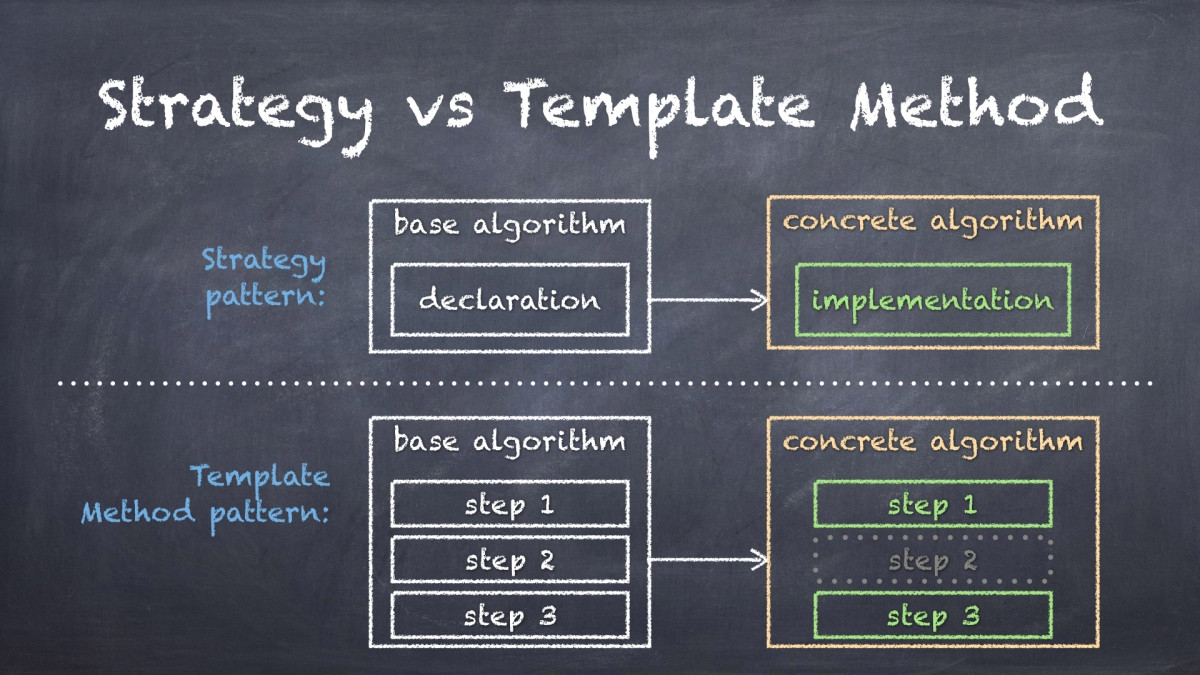 Strategy vs Template Method
Strategy
pattern:
base algorithm
declaration
concrete algorithm
implementation
Template
Method pattern:
base algorithm
step 1
step 2
step 3
concrete algorithm
step 1
step 2
step 3